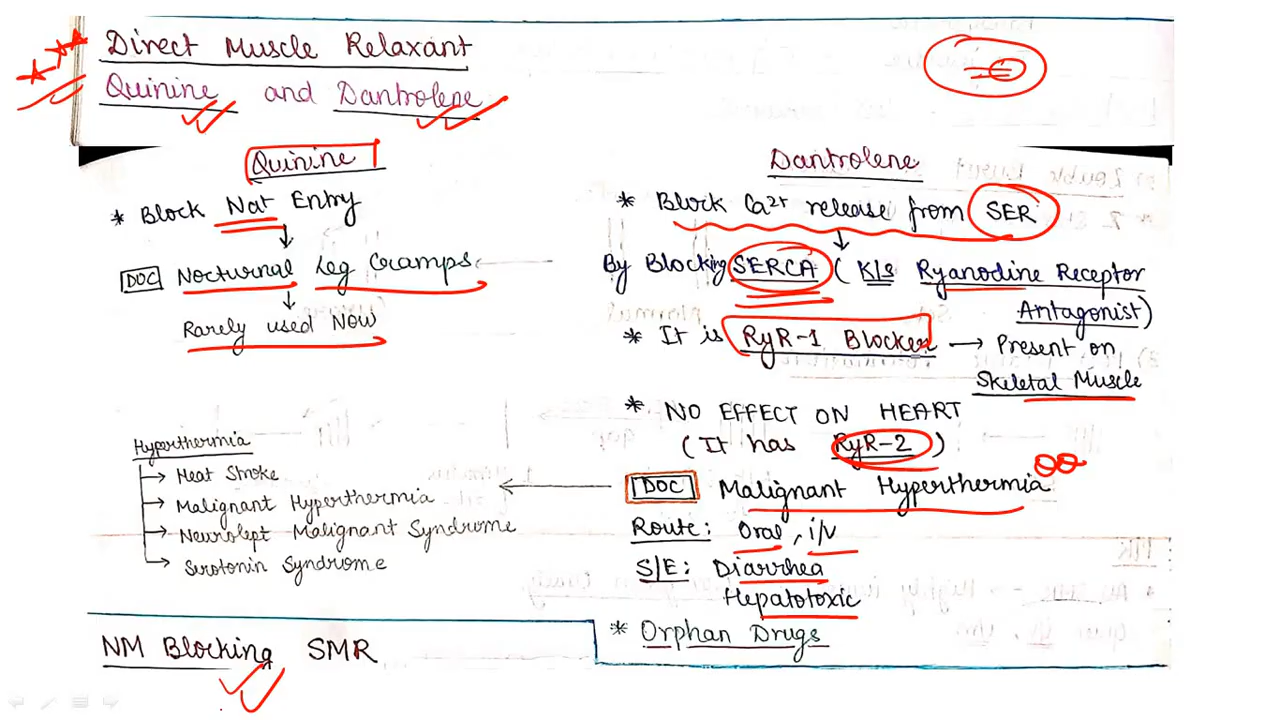 Direct Muscle Relaxant
Quinine and Dantrolene
Quinine
* Block Na+ Entry
DOC Nocturnal Leg Cramps
Rarely used Now
Dantrolene
* Block Ca2+ release from SER
By Blocking SERCA ( K/s Ryanodine Receptor
Antagonist)
* It is RyR-1 Blocker → Present on
Skeletal Muscle
* NO EFFECT ON HEART
(It has RyR-2)
DOC Malignant Hyperthermia
Route: Oral, i/v
S/E: Diarrhea
Hepatotoxic
* Orphan Drugs
Hyperthermia
→ Heat Stroke
→ Malignant Hyperthermia
→ Neurolept Malignant Syndrome
→ Serotonin Syndrome
NM Blocking SMR